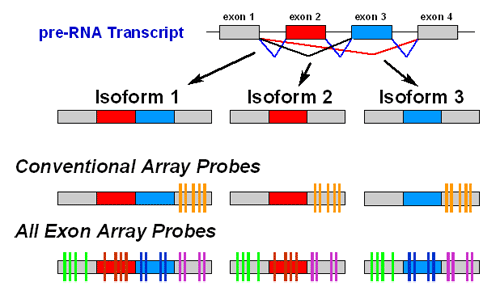 exon 1 exon 2 exon 3 exon 4
pre-RNA Transcript
Isoform 1 Isoform 2 Isoform 3
Conventional Array Probes
All Exon Array Probes